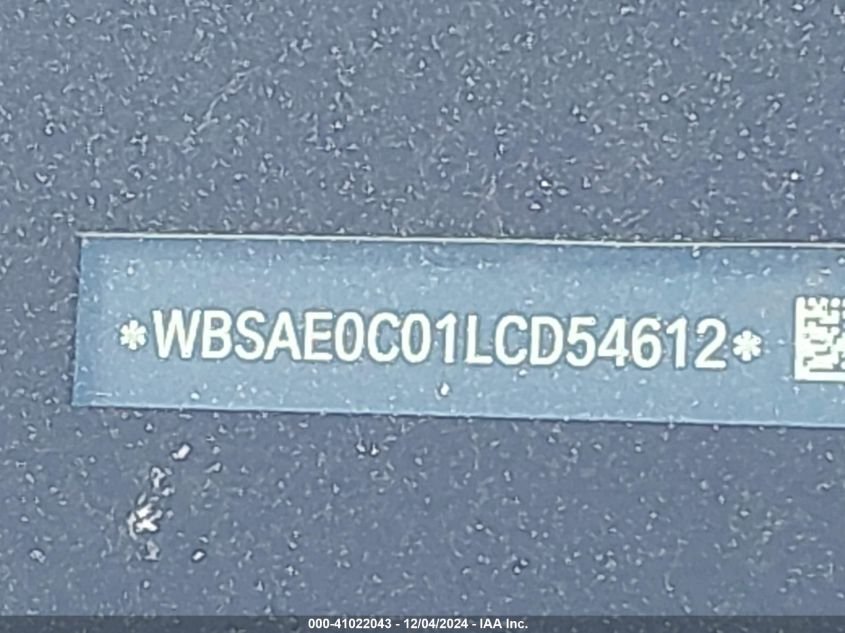 *WBSAE0C01LCD54612*
000-41022043 - 12/04/2024 - IAA Inc.